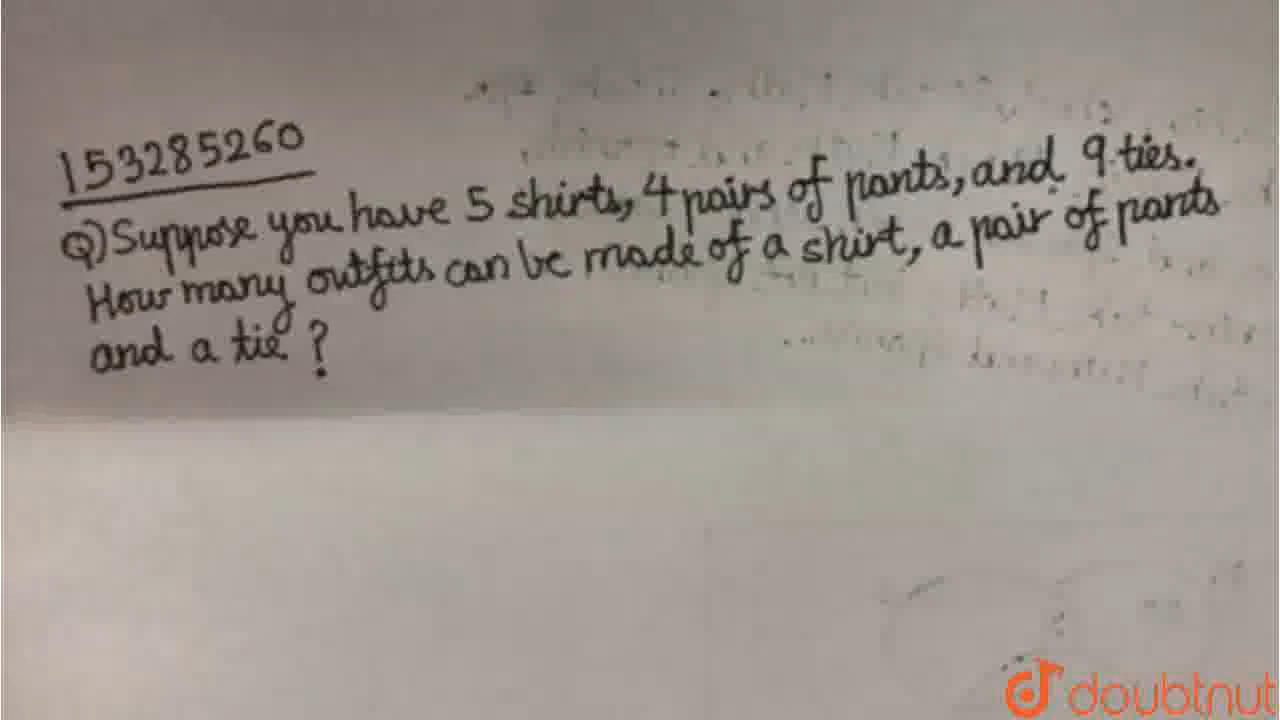 153285260
Q) Suppose you have 5 shirts, 4 pairs of pants, and 9 ties.
How many outfits can be made of a shirt, a pair of pants
and a tie ?
doubtnut